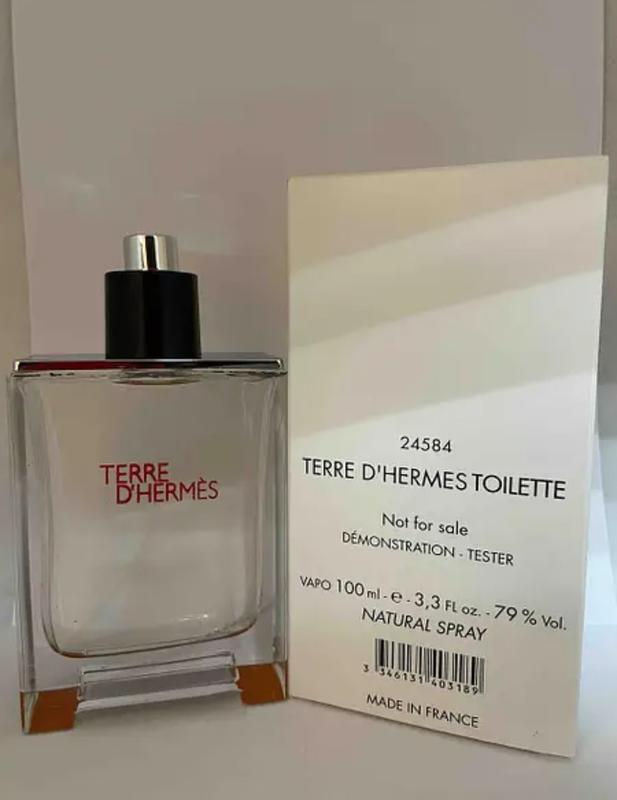 TERRE
D'HERMÈS
24584
TERRE D'HERMES TOILETTE
Not for sale
DÉMONSTRATION - TESTER
VAPO 100 ml - e - 3,3 FL oz. - 79 % Vol.
NATURAL SPRAY
3 346131 403189
MADE IN FRANCE